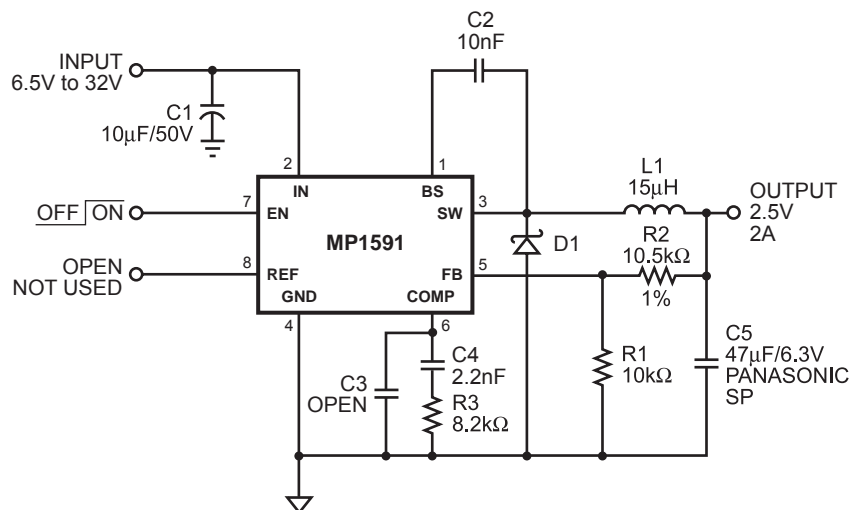 C2
10nF
INPUT
6.5V to 32V
C1
10µF/50V
2
1
IN
BS
L1
15µH
OFF ON
7
EN
SW
3
OUTPUT
2.5V
2A
MP1591
D1
R2
10.5kΩ
1%
OPEN
NOT USED
8
REF
FB
5
GND
COMP
4
6
C3
OPEN
C4
2.2nF
R3
8.2kΩ
R1
10kΩ
C5
47µF/6.3V
PANASONIC
SP